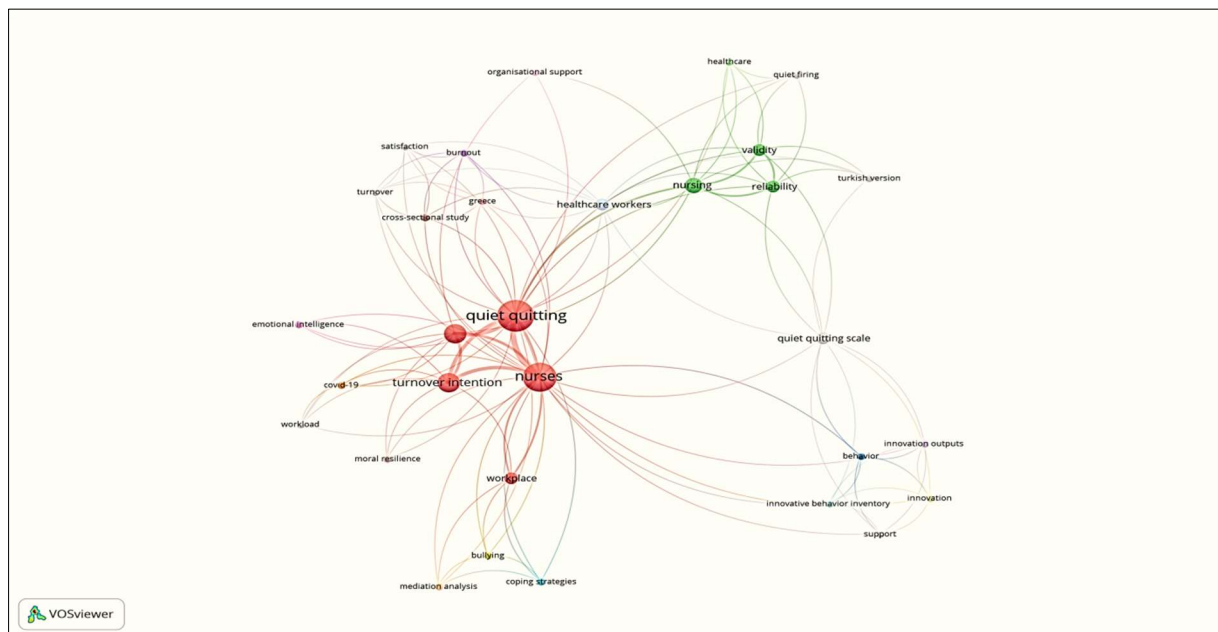 healthcare
organisational support
quiet firing
satisfaction
burnout
validity
turnover
nursing
reliability
turkish version
greece
healthcare workers
cross-sectional study
quiet quitting
emotional intelligence
quiet quitting scale
nurses
turnover intention
covid-19
workload
innovation outputs
behavior
moral resilience
workplace
innovation
innovative behavior inventory
support
bullying
coping strategies
mediation analysis
VOSviewer